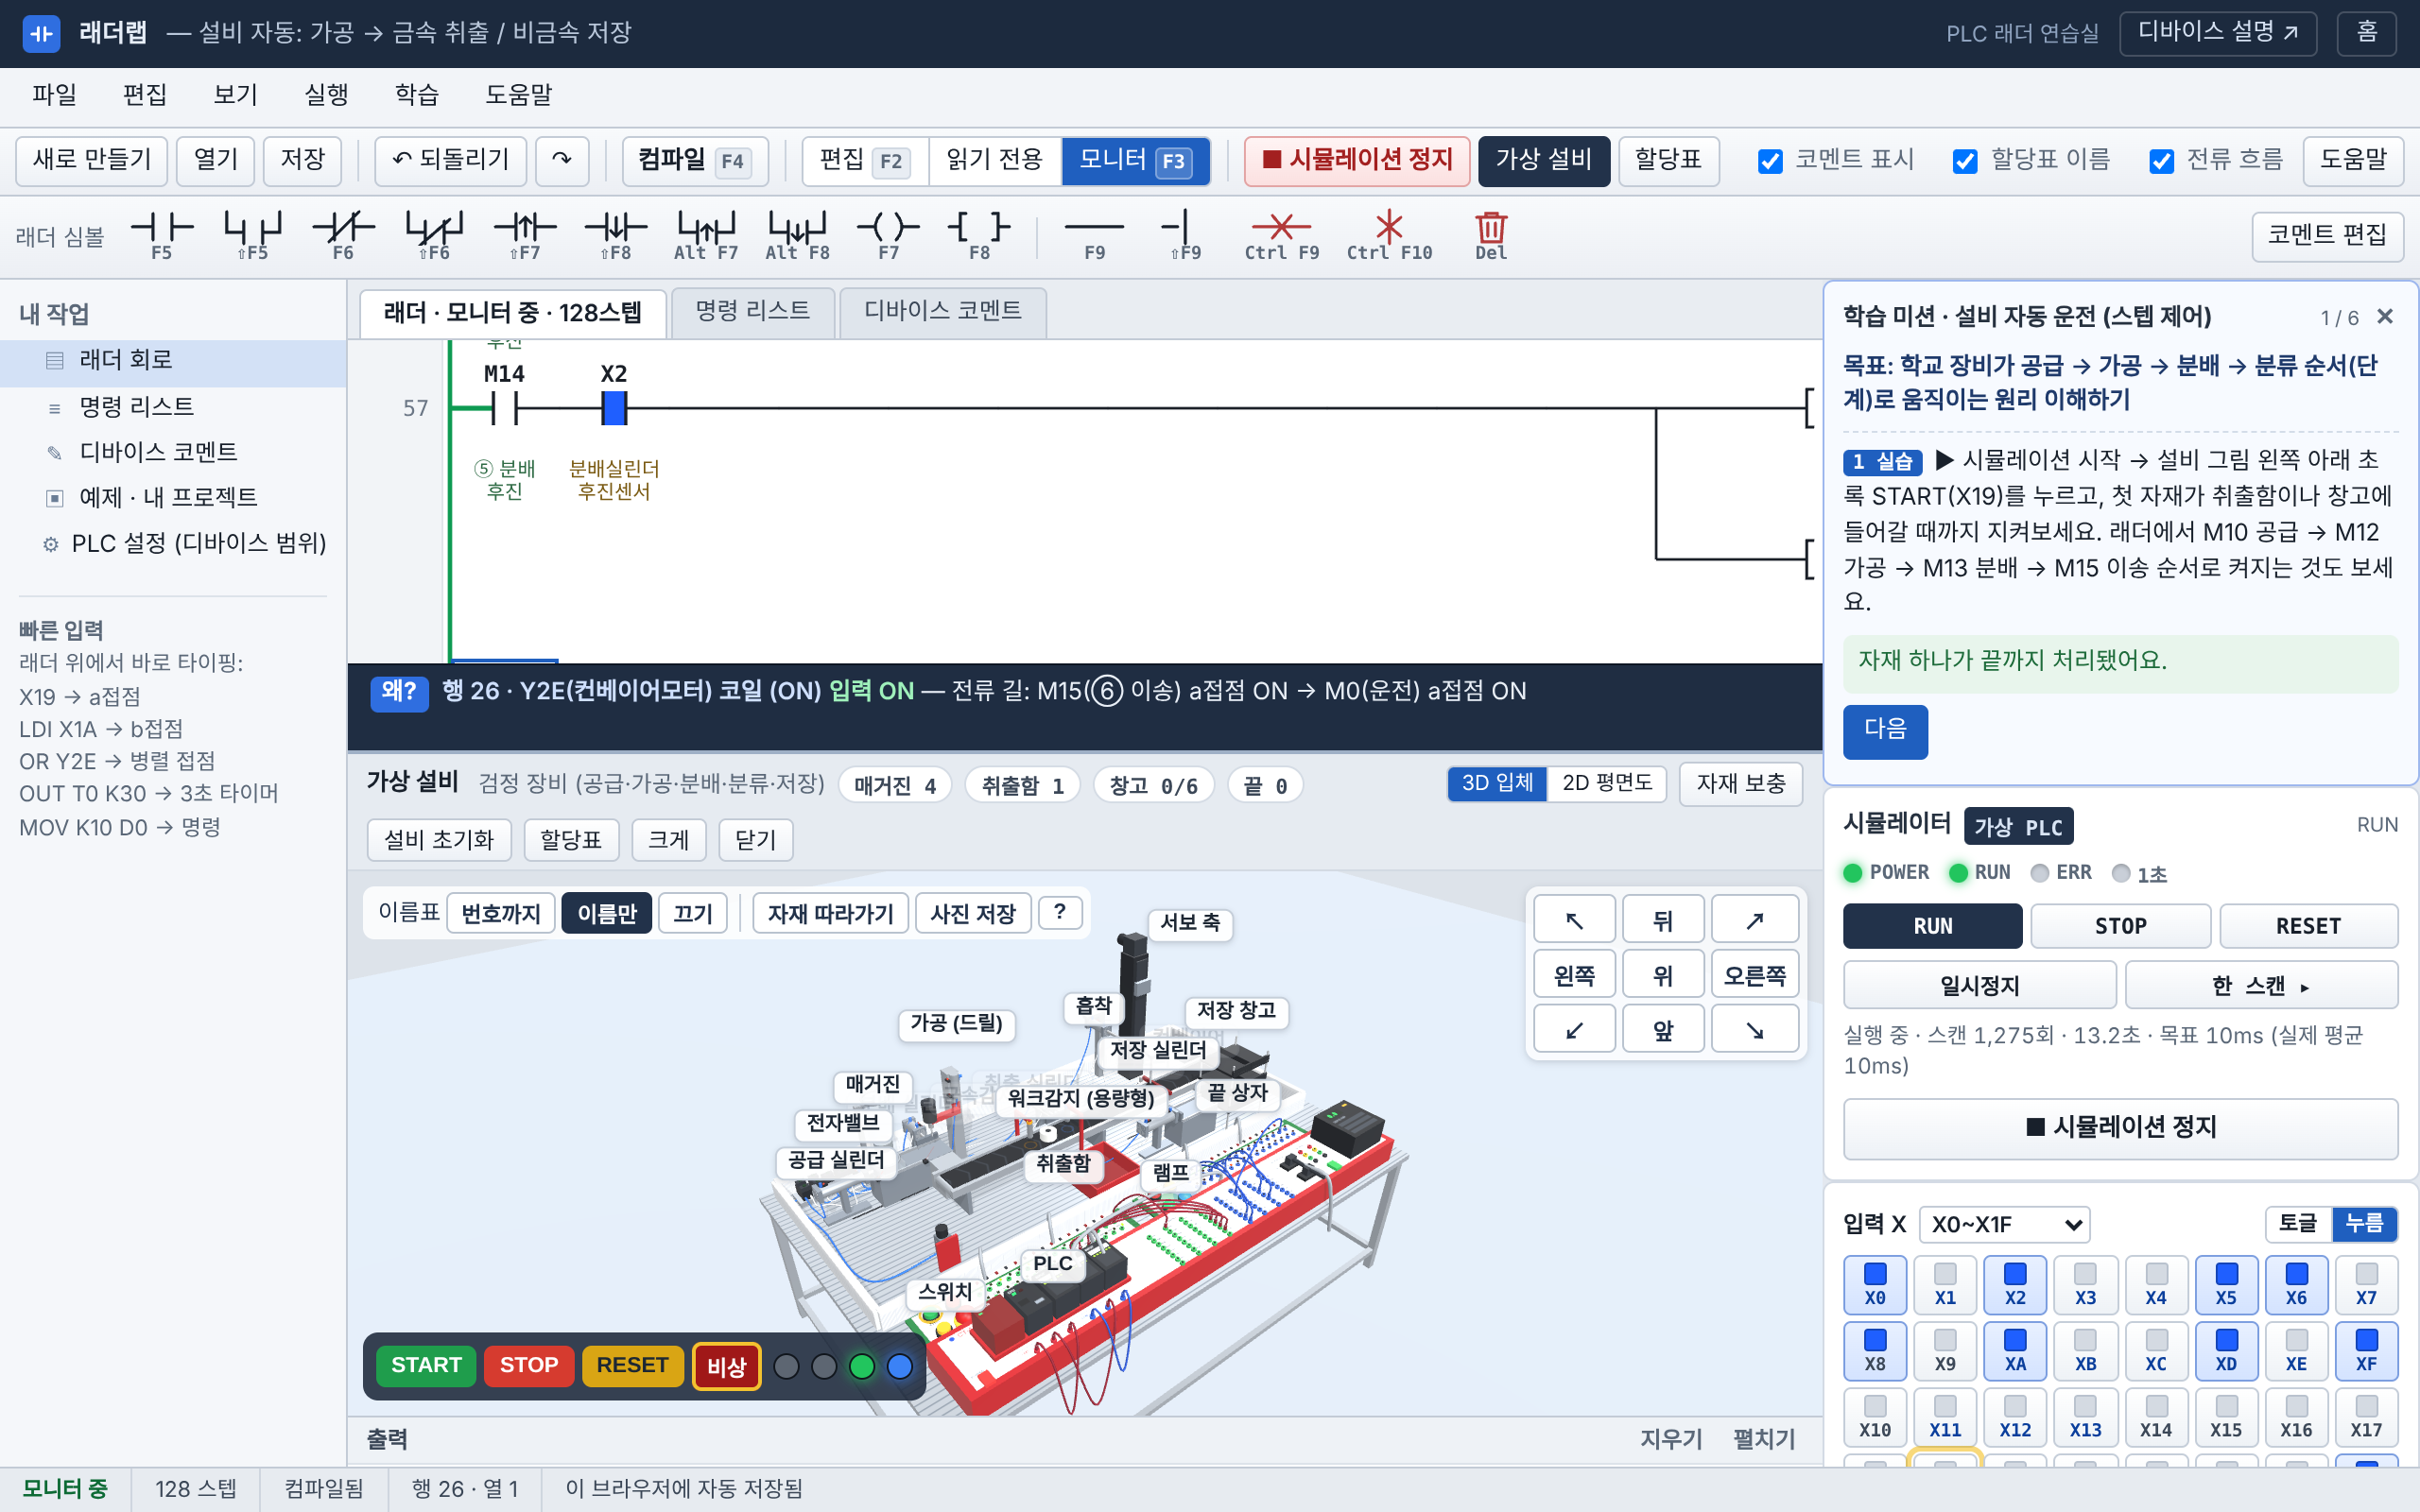 래더랩 — 설비 자동: 가공 → 금속 취출 / 비금속 저장
PLC 래더 연습실 디바이스 설명 ↗ 홈
파일 편집 보기 실행 학습 도움말
새로 만들기 열기 저장 ↶ 되돌리기 ↷ 컴파일 F4 편집 F2 읽기 전용 모니터 F3 ■ 시뮬레이션 정지 가상 설비 할당표 코멘트 표시 할당표 이름 전류 흐름 도움말
래더 심볼 F5 ⇧F5 F6 ⇧F6 ⇧F7 ⇧F8 Alt F7 Alt F8 F7 F8 F9 ⇧F9 Ctrl F9 Ctrl F10 Del 코멘트 편집
내 작업
래더 회로
명령 리스트
디바이스 코멘트
예제 · 내 프로젝트
PLC 설정 (디바이스 범위)
빠른 입력
래더 위에서 바로 타이핑:
X19 → a접점
LDI X1A → b접점
OR Y2E → 병렬 접점
OUT T0 K30 → 3초 타이머
MOV K10 D0 → 명령
래더 · 모니터 중 · 128스텝 명령 리스트 디바이스 코멘트
후진
M14 X2
57
⑤ 분배 분배실린더
후진 후진센서
왜? 행 26 · Y2E(컨베이어모터) 코일 (ON) 입력 ON — 전류 길: M15(⑥ 이송) a접점 ON → M0(운전) a접점 ON
가상 설비 검정 장비 (공급·가공·분배·분류·저장) 매거진 4 취출함 1 창고 0/6 끝 0 3D 입체 2D 평면도 자재 보충
설비 초기화 할당표 크게 닫기
이름표 번호까지 이름만 끄기 자재 따라가기 사진 저장 ?
↖ 뒤 ↗
왼쪽 위 오른쪽
↙ 앞 ↘
서보 축
흡착
저장 창고
가공 (드릴)
컨베이어
저장 실린더
매거진
취출 실린더
끝 상자
워크감지 (용량형)
전자밸브
공급 실린더
취출함
램프
PLC
스위치
START STOP RESET 비상
출력 지우기 펼치기
학습 미션 · 설비 자동 운전 (스텝 제어) 1 / 6 ✕
목표: 학교 장비가 공급 → 가공 → 분배 → 분류 순서(단
계)로 움직이는 원리 이해하기
1 실습 ▶ 시뮬레이션 시작 → 설비 그림 왼쪽 아래 초
록 START(X19)를 누르고, 첫 자재가 취출함이나 창고에
들어갈 때까지 지켜보세요. 래더에서 M10 공급 → M12
가공 → M13 분배 → M15 이송 순서로 켜지는 것도 보세
요.
자재 하나가 끝까지 처리됐어요.
다음
시뮬레이터 가상 PLC RUN
POWER RUN ERR 1초
RUN STOP RESET
일시정지 한 스캔 ▸
실행 중 · 스캔 1,275회 · 13.2초 · 목표 10ms (실제 평균
10ms)
■ 시뮬레이션 정지
입력 X X0~X1F 토글 누름
X0 X1 X2 X3 X4 X5 X6 X7
X8 X9 XA XB XC XD XE XF
X10 X11 X12 X13 X14 X15 X16 X17
모니터 중 128 스텝 컴파일됨 행 26 · 열 1 이 브라우저에 자동 저장됨